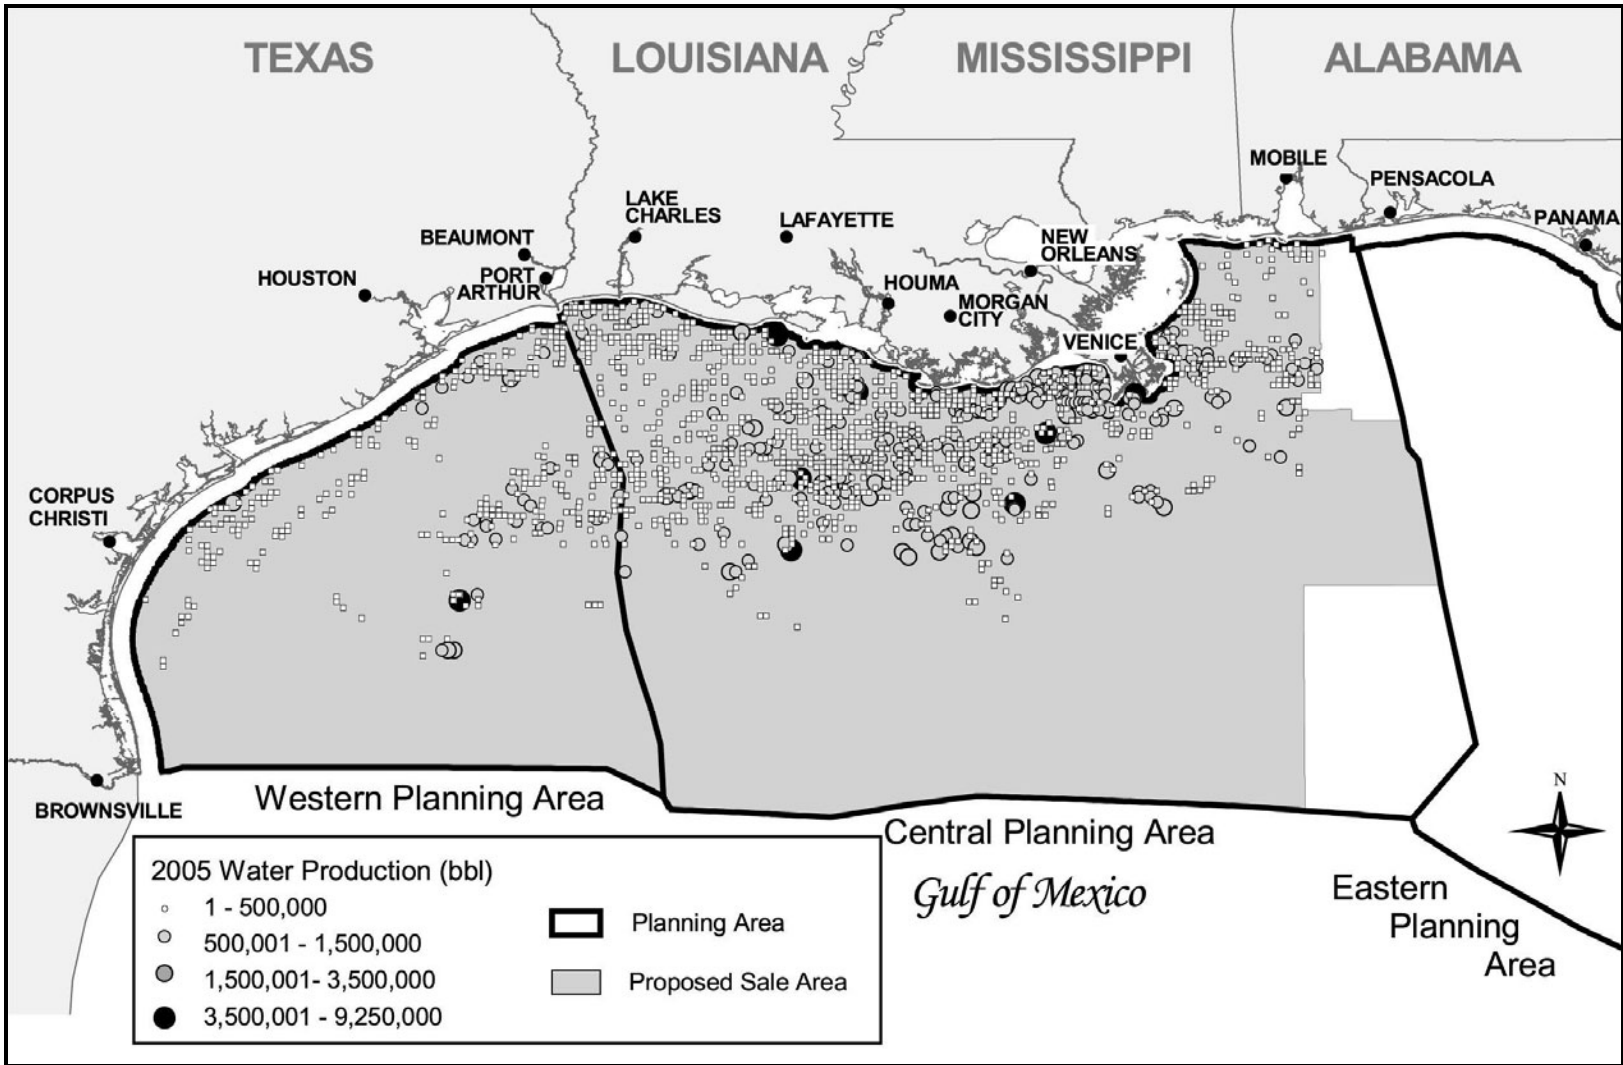 TEXAS
LOUISIANA
MISSISSIPPI
ALABAMA
MOBILE
PENSACOLA
PANAMA
LAKE
CHARLES
LAFAYETTE
BEAUMONT
NEW
ORLEANS
HOUSTON
PORT
ARTHUR
HOUMA
MORGAN
CITY
VENICE
CORPUS
CHRISTI
BROWNSVILLE
Western Planning Area
Central Planning Area
Gulf of Mexico
Eastern
Planning
Area
N
2005 Water Production (bbl)
1 - 500,000
500,001 - 1,500,000
1,500,001- 3,500,000
3,500,001 - 9,250,000
Planning Area
Proposed Sale Area